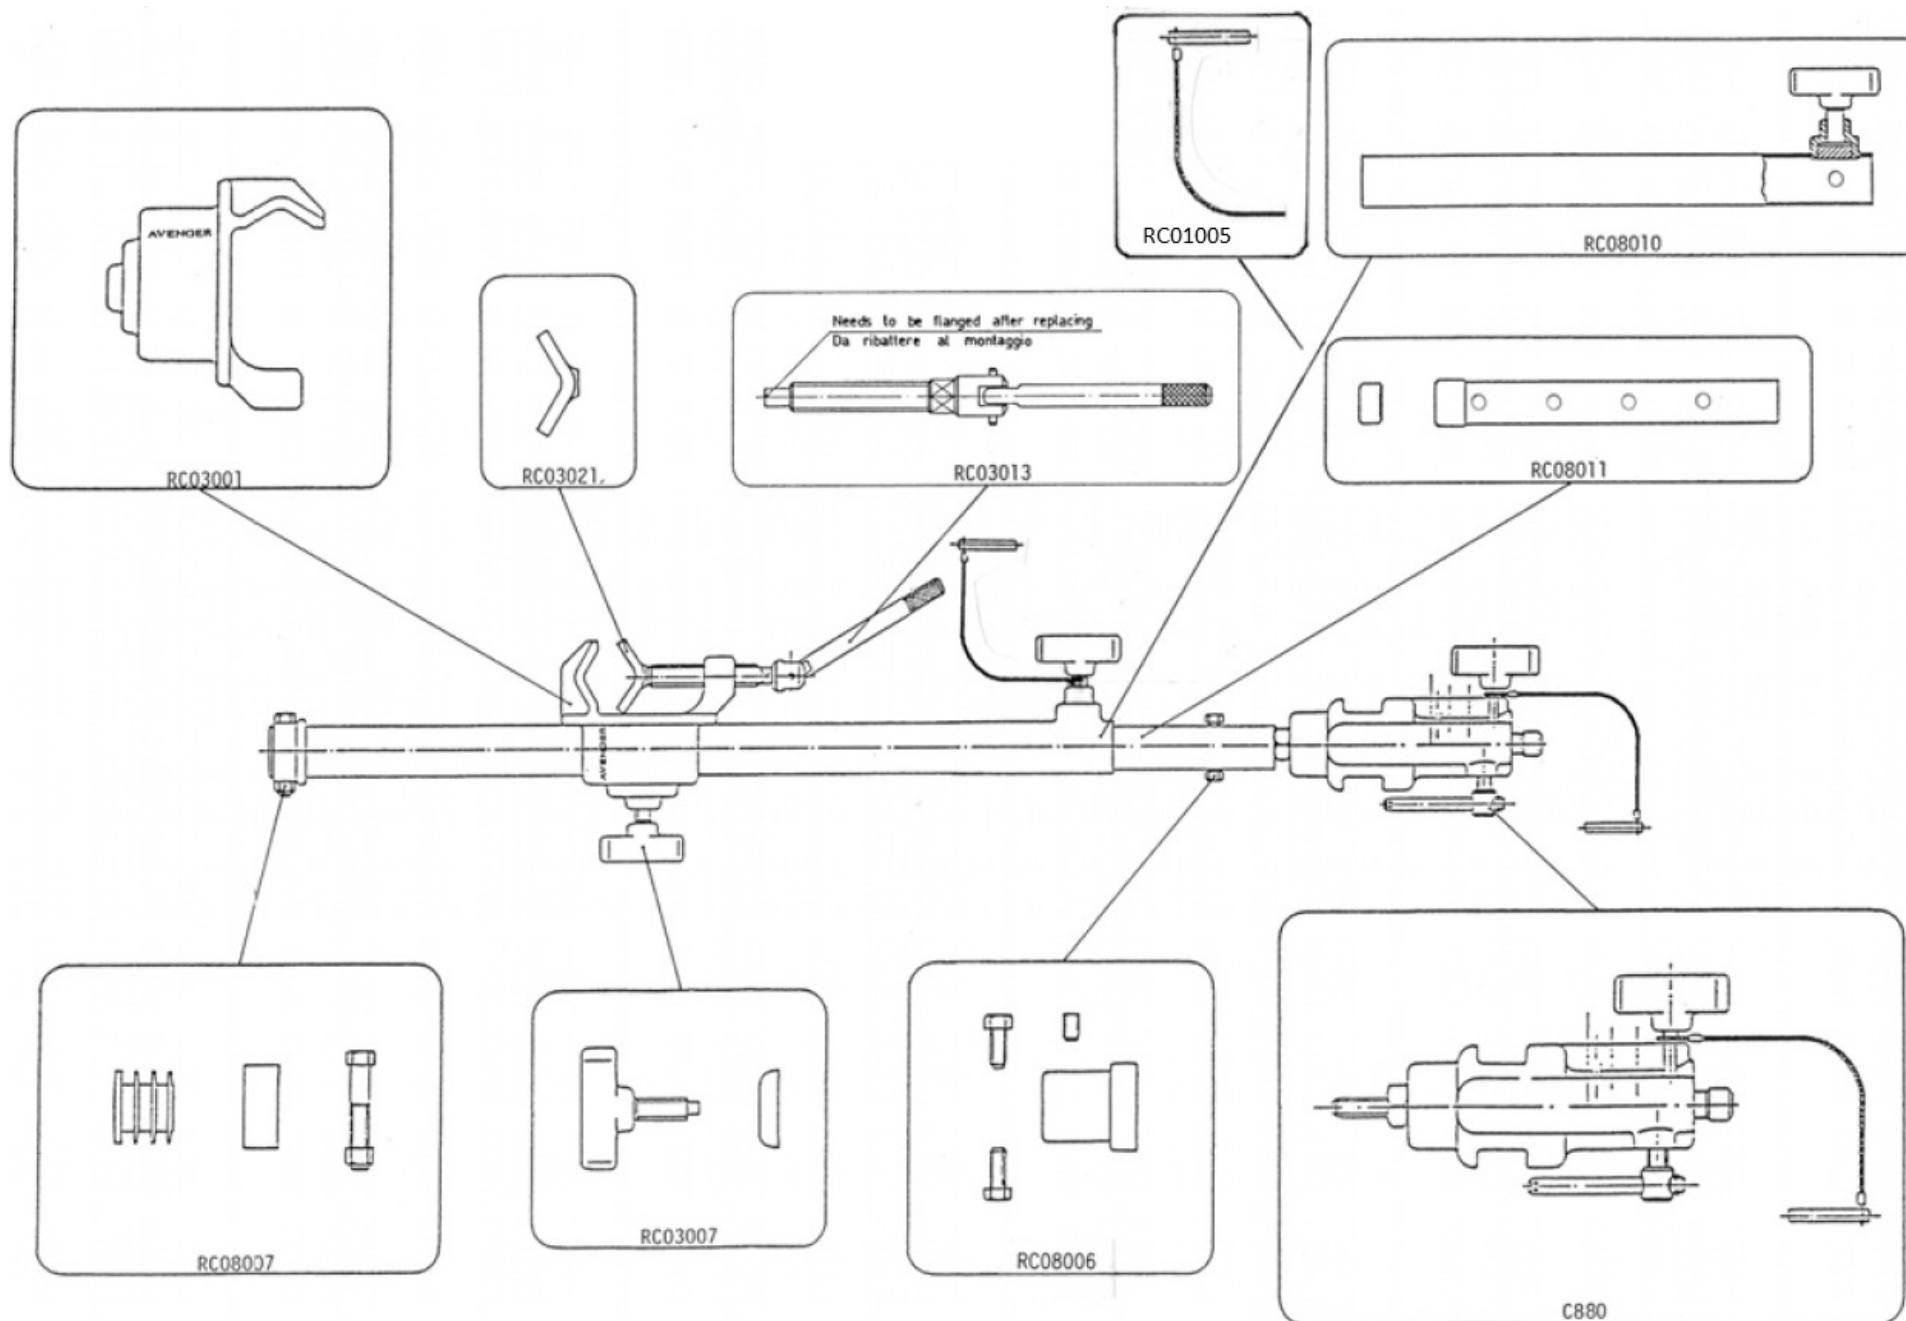 RC01005
RC08010
AVENGER
RC03001
RC03021
Needs to be flanged after replacing
Da ribattere al montaggio
RC03013
RC08011
AVENGER
RC08007
RC03007
RC08006
C880